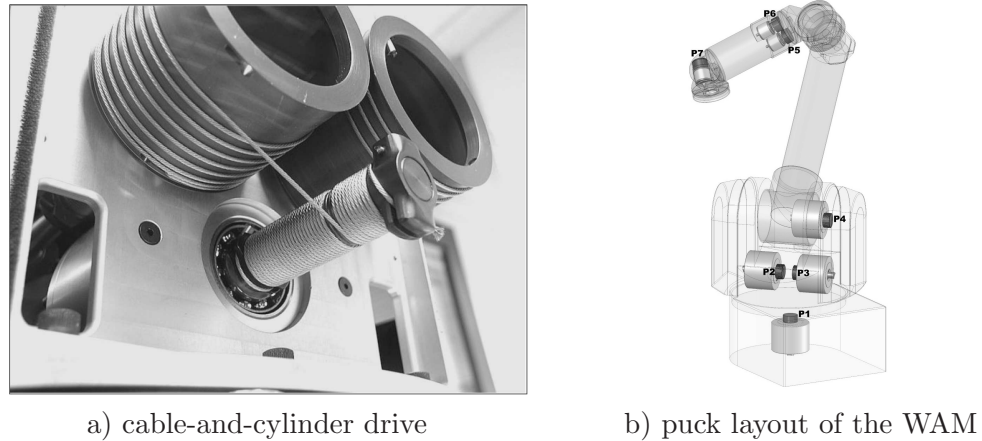 P6
P5
P7
P4
P2
P3
P1
a) cable-and-cylinder drive
b) puck layout of the WAM